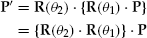 P′ = R(θ₂) · {R(θ₁) · P}
= {R(θ₂) · R(θ₁)} · P